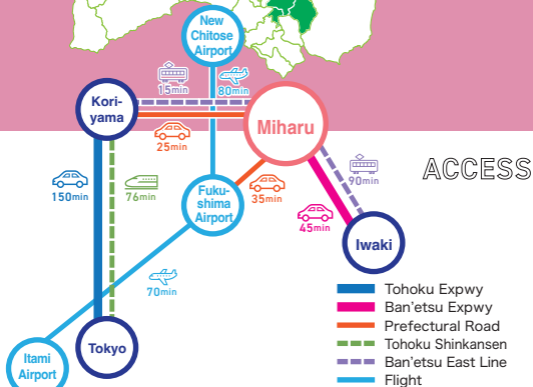 New
Chitose
Airport
15min
80min
Kori-
yama
Miharu
25min
ACCESS
150min
76min
Fuku-
shima
Airport
35min
90min
45min
Iwaki
70min
Tohoku Expwy
Ban'etsu Expwy
Prefectural Road
Tohoku Shinkansen
Ban'etsu East Line
Flight
Itami
Airport
Tokyo